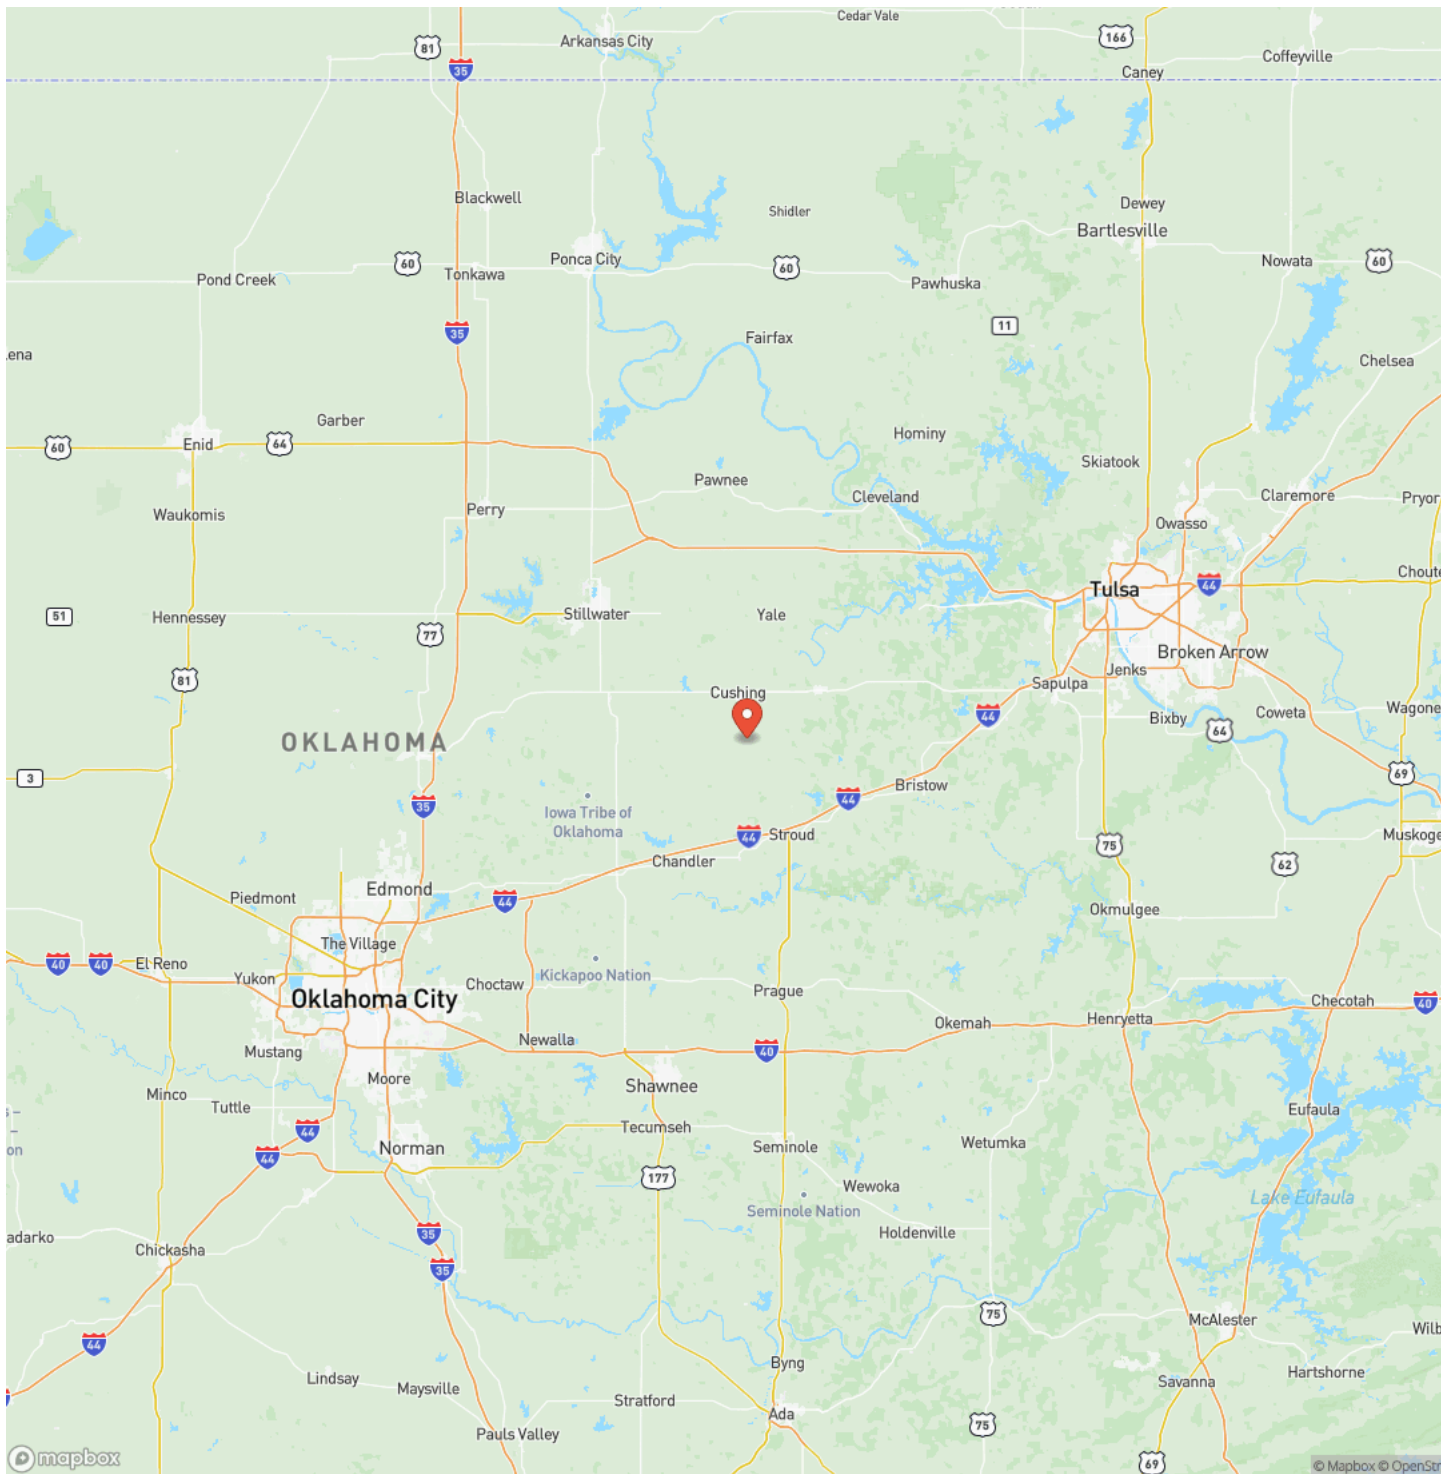 Cedar Vale
81
Arkansas City
166
Coffeyville
35
Caney
Blackwell
Shidler
Dewey
Bartlesville
60
Ponca City
60
Nowata
60
Pond Creek
Tonkawa
Pawhuska
35
11
Fairfax
ena
Chelsea
Garber
Hominy
60
Enid
64
Skiatook
Pawnee
Cleveland
Claremore
Pryor
Waukomis
Perry
Owasso
44
Choute
Tulsa
51
Hennessey
Stillwater
Yale
77
Broken Arrow
81
Jenks
Sapulpa
Cushing
44
Bixby
Coweta
Wagone
64
OKLAHOMA
3
69
Bristow
44
35
Iowa Tribe of
Oklahoma
44
Stroud
Muskoge
75
Chandler
62
Edmond
Piedmont
44
Okmulgee
The Village
40
40
El Reno
Yukon
Kickapoo Nation
Choctaw
Prague
Oklahoma City
Checotah
40
Henryetta
Okemah
Newalla
Mustang
40
Moore
Shawnee
Minco
Tuttle
Eufaula
s –
44
Tecumseh
on
Norman
44
Seminole
Wetumka
177
Wewoka
Lake Eufaula
Seminole Nation
35
Holdenville
adarko
Chickasha
35
75
McAlester
Wilb
44
Byng
Hartshorne
Lindsay
Maysville
Savanna
Stratford
Ada
75
Pauls Valley
mapbox
69
© Mapbox © OpenStr